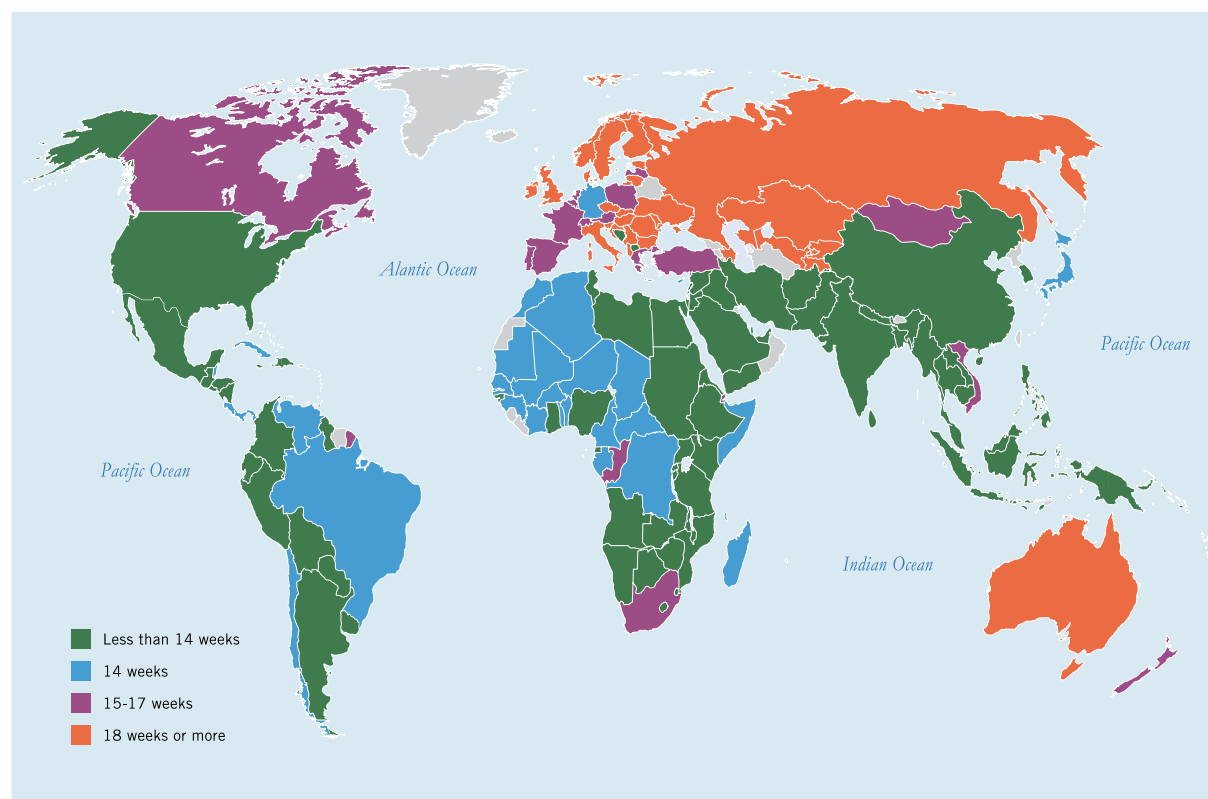 Alantic Ocean
Pacific Ocean
Pacific Ocean
Indian Ocean
Less than 14 weeks
14 weeks
15-17 weeks
18 weeks or more